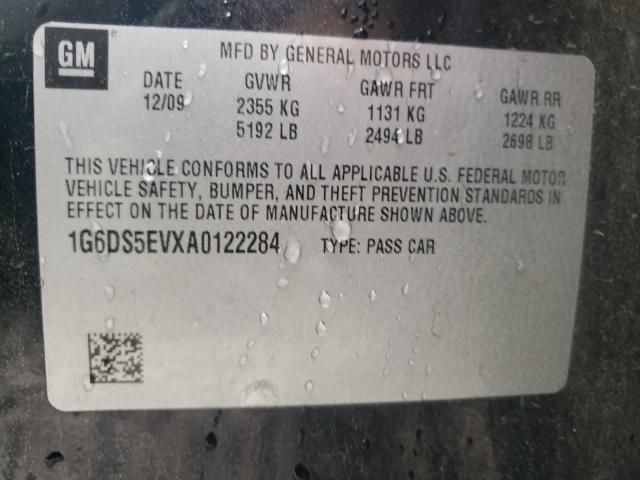 GM
MFD BY GENERAL MOTORS LLC
DATE GVWR GAWR FRT GAWR RR
12/09 2355 KG 1131 KG 1224 KG
5192 LB 2494 LB 2698 LB
THIS VEHICLE CONFORMS TO ALL APPLICABLE U.S. FEDERAL MOTOR
VEHICLE SAFETY, BUMPER, AND THEFT PREVENTION STANDARDS IN
EFFECT ON THE DATE OF MANUFACTURE SHOWN ABOVE.
1G6DS5EVXA0122284 TYPE: PASS CAR